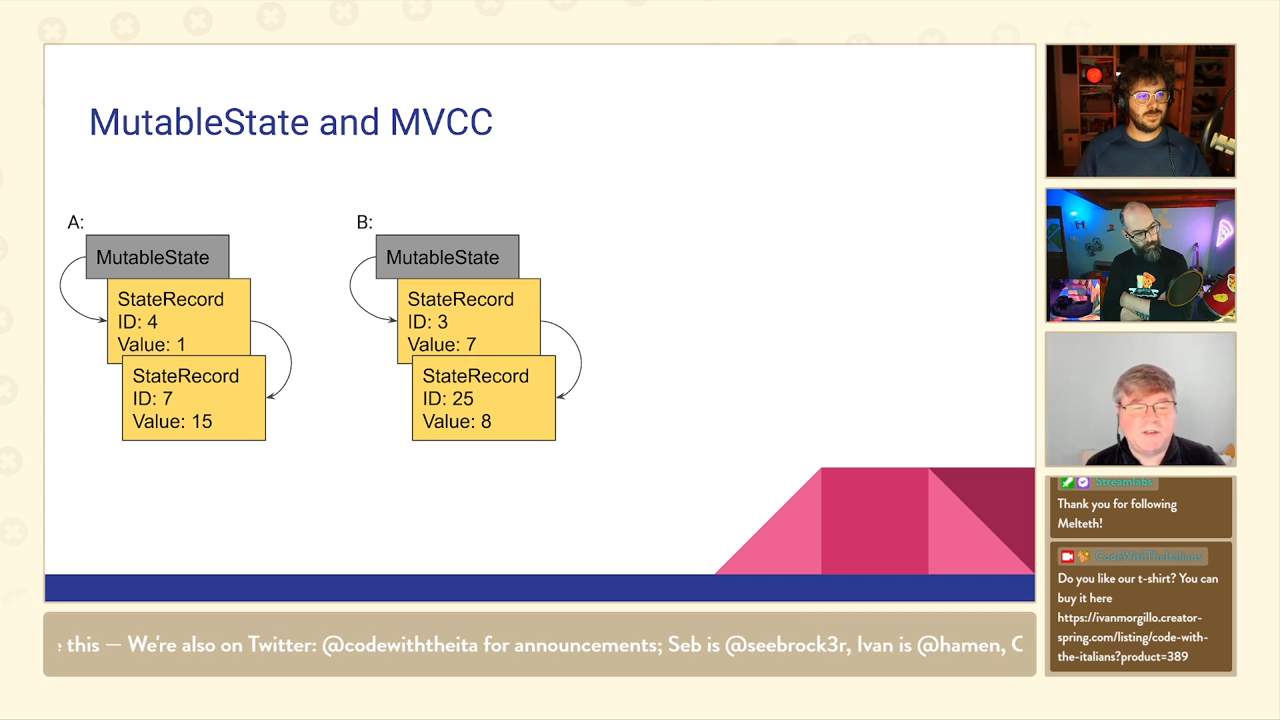 MutableState and MVCC
A:
MutableState
StateRecord
ID: 4
Value: 1
StateRecord
ID: 7
Value: 15
B:
MutableState
StateRecord
ID: 3
Value: 7
StateRecord
ID: 25
Value: 8
Streamlabs
Thank you for following
Melteth!
CodeWithTheItalians
Do you like our t-shirt? You can
buy it here
https://ivanmorgillo.creator-
spring.com/listing/code-with-
the-italians?product=389
this — We're also on Twitter: @codewiththeita for announcements; Seb is @seebrock3r, Ivan is @hamen, C